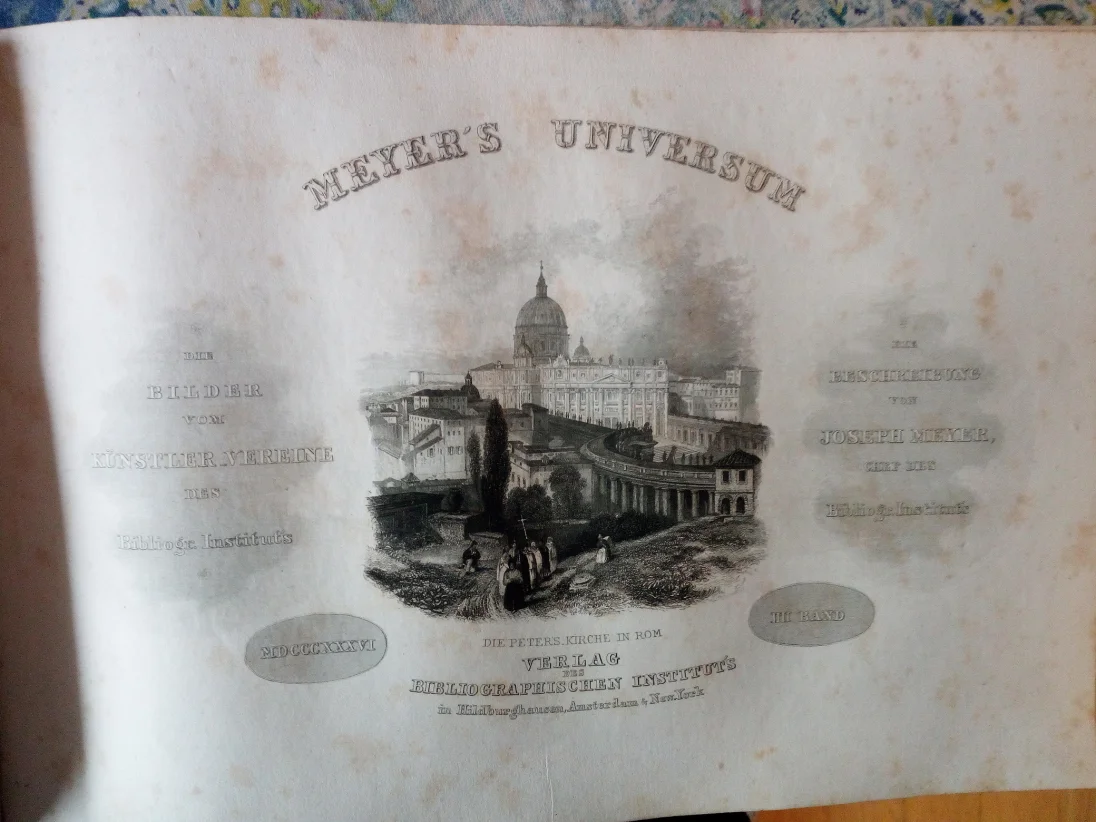 MEYER'S UNIVERSUM
DIE
BILDER
VOM
KÜNSTLER VEREINE
DES
Bibliogr. Instituts
DIE
BESCHREIBUNG
VON
JOSEPH MEYER,
CHEF DES
Bibliogr. Instituts
MDCCCXXXVI
III BAND
DIE PETERS.KIRCHE IN ROM
VERLAG
DES
BIBLIOGRAPHISCHEN INSTITUTS
in Hildburghausen, Amsterdam & New.York